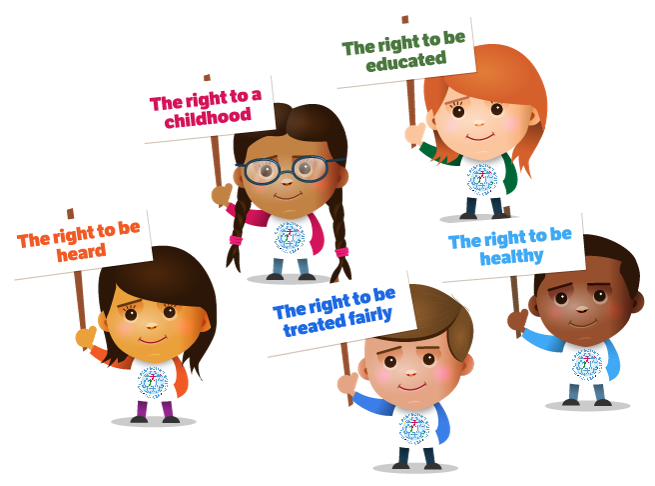 The right to be
educated
The right to a
childhood
The right to be
heard
The right to be
healthy
The right to be
treated fairly